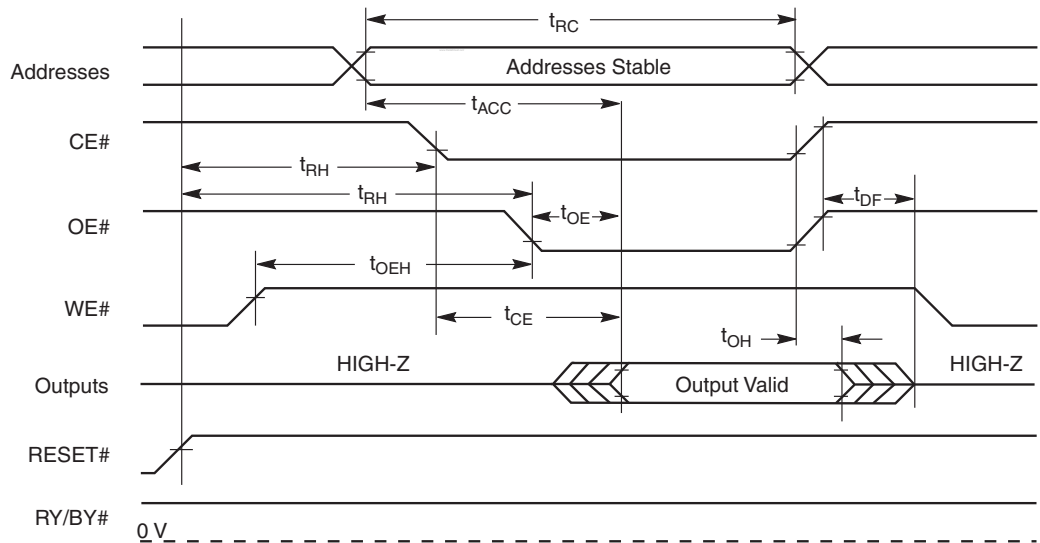 tRC
Addresses
Addresses Stable
tACC
CE#
tRH
tRH
tOE
tDF
OE#
tOEH
WE#
tCE
tOH
HIGH-Z
HIGH-Z
Outputs
Output Valid
RESET#
RY/BY#
0 V